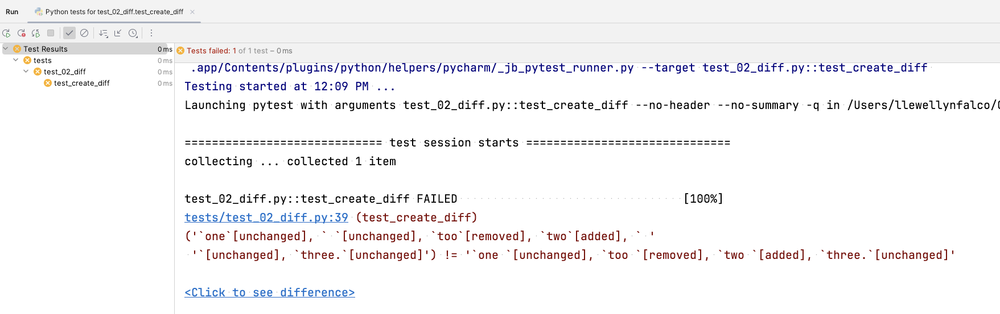 Run
Python tests for test_02_diff.test_create_diff
Test Results 0 ms
tests 0 ms
test_02_diff 0 ms
test_create_diff 0 ms
Tests failed: 1 of 1 test – 0 ms
.app/Contents/plugins/python/helpers/pycharm/_jb_pytest_runner.py --target test_02_diff.py::test_create_diff
Testing started at 12:09 PM ...
Launching pytest with arguments test_02_diff.py::test_create_diff --no-header --no-summary -q in /Users/llewellynfalco/
============================= test session starts ==============================
collecting ... collected 1 item
test_02_diff.py::test_create_diff FAILED [100%]
tests/test_02_diff.py:39 (test_create_diff)
('`one`[unchanged], ` `[unchanged], `too`[removed], `two`[added], ` '
'`[unchanged], `three.`[unchanged]') != '`one `[unchanged], `too `[removed], `two `[added], `three.`[unchanged]'
<Click to see difference>